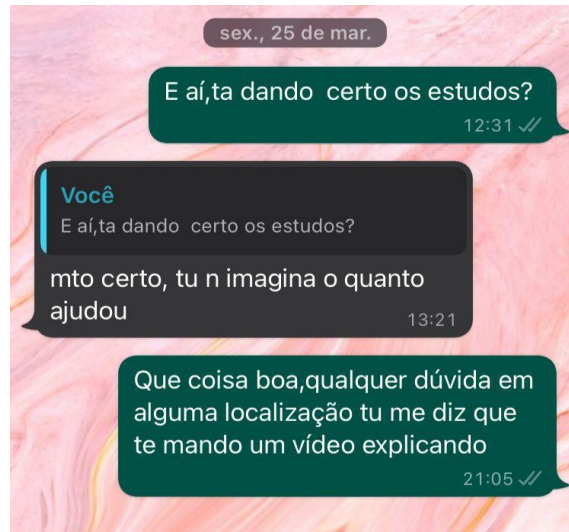 sex., 25 de mar.
E aí,ta dando  certo os estudos?
12:31
Você
E aí,ta dando  certo os estudos?
mto certo, tu n imagina o quanto
ajudou
13:21
Que coisa boa,qualquer dúvida em
alguma localização tu me diz que
te mando um vídeo explicando
21:05